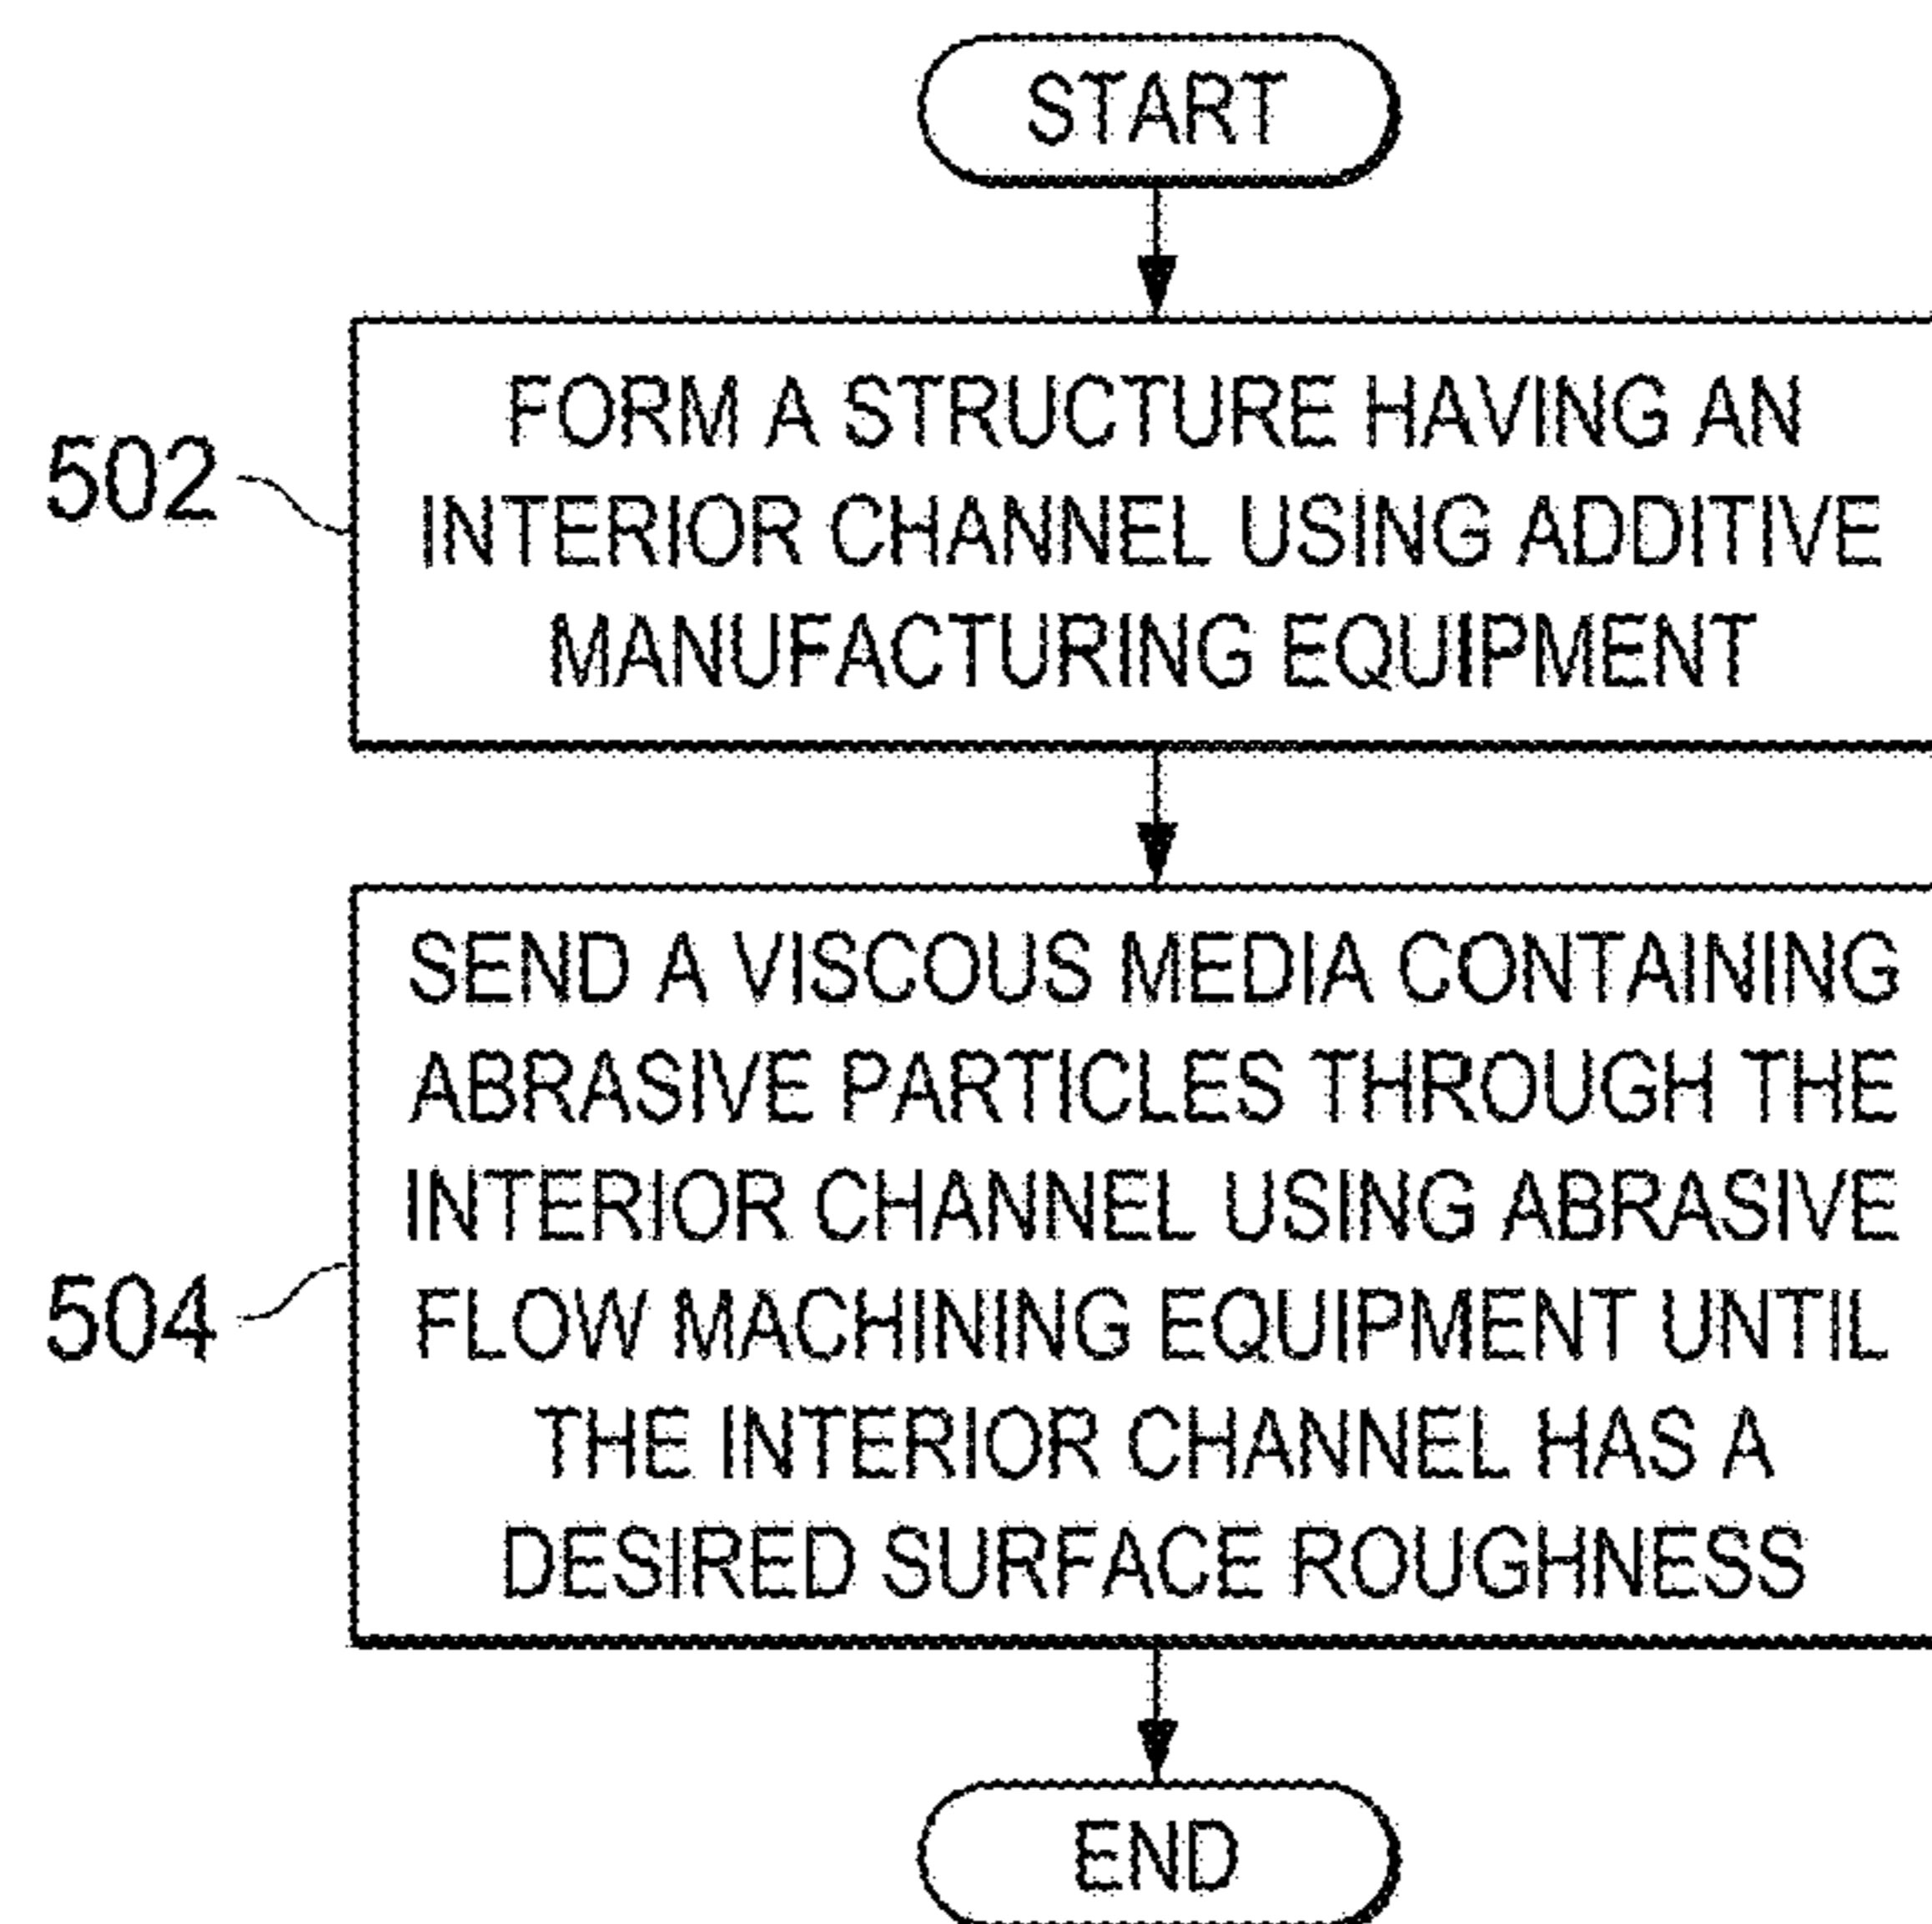 START
502
FORM A STRUCTURE HAVING AN
INTERIOR CHANNEL USING ADDITIVE
MANUFACTURING EQUIPMENT
504
SEND A VISCOUS MEDIA CONTAINING
ABRASIVE PARTICLES THROUGH THE
INTERIOR CHANNEL USING ABRASIVE
FLOW MACHINING EQUIPMENT UNTIL
THE INTERIOR CHANNEL HAS A
DESIRED SURFACE ROUGHNESS
END